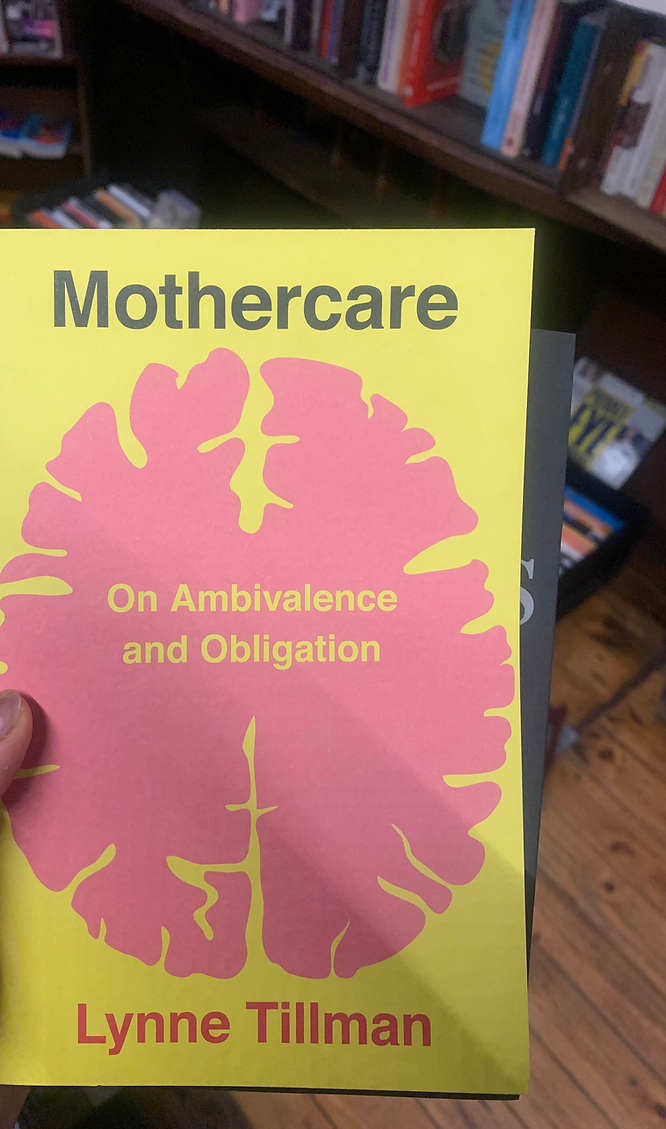 Mothercare
On Ambivalence
and Obligation
Lynne Tillman